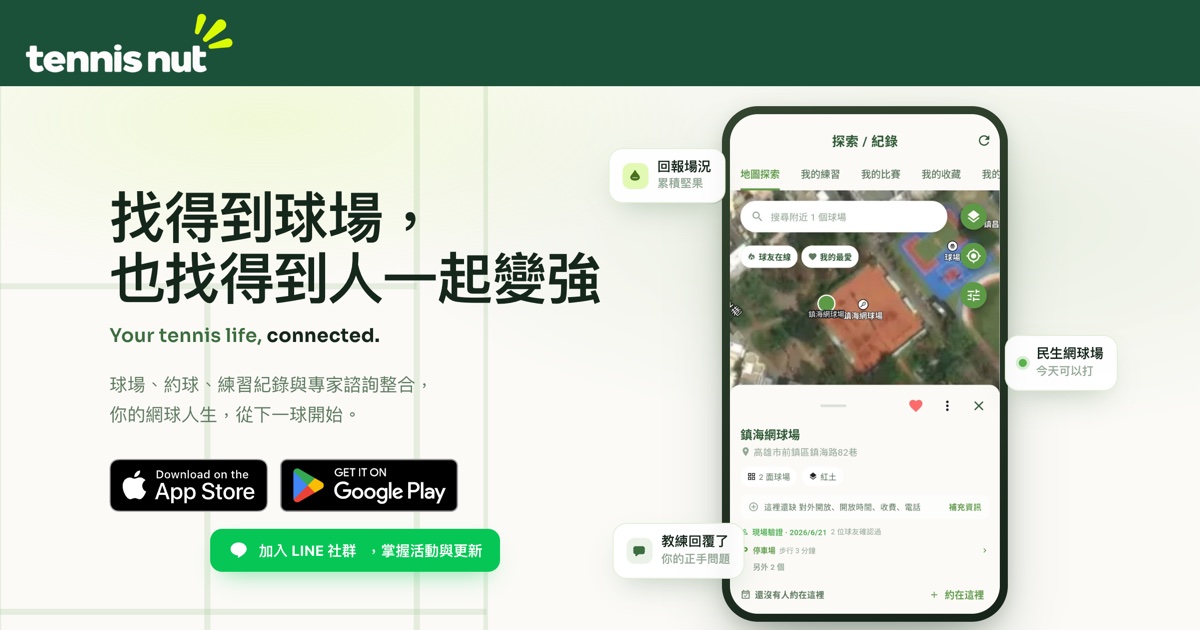 tennis nut
找得到球場，
也找得到人一起變強
Your tennis life, connected.
球場、約球、練習紀錄與專家諮詢整合，
你的網球人生，從下一球開始。
Download on the
App Store
GET IT ON
Google Play
加入 LINE 社群 ，掌握活動與更新
回報場況
累積堅果
探索 / 紀錄
地圖探索 我的練習 我的比賽 我的收藏 我的
搜尋附近 1 個球場
球友在線 我的最愛
球場
鎮海網球場 鎮海網球場
民生網球場
今天可以打
鎮海網球場
高雄市前鎮區鎮海路82巷
2 面球場 紅土
這裡還缺 對外開放、開放時間、收費、電話 補充資訊
現場驗證 · 2026/6/21 2 位球友確認過
停車場 步行 3 分鐘
另外 2 個
還沒有人約在這裡 + 約在這裡
教練回覆了
你的正手問題